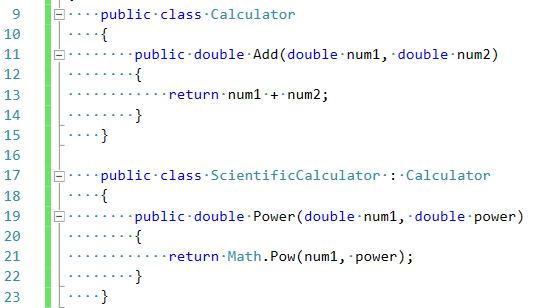 9 public class Calculator
10 {
11 public double Add(double num1, double num2)
12 {
13 return num1 + num2;
14 }
15 }
16
17 public class ScientificCalculator : Calculator
18 {
19 public double Power(double num1, double power)
20 {
21 return Math.Pow(num1, power);
22 }
23 }